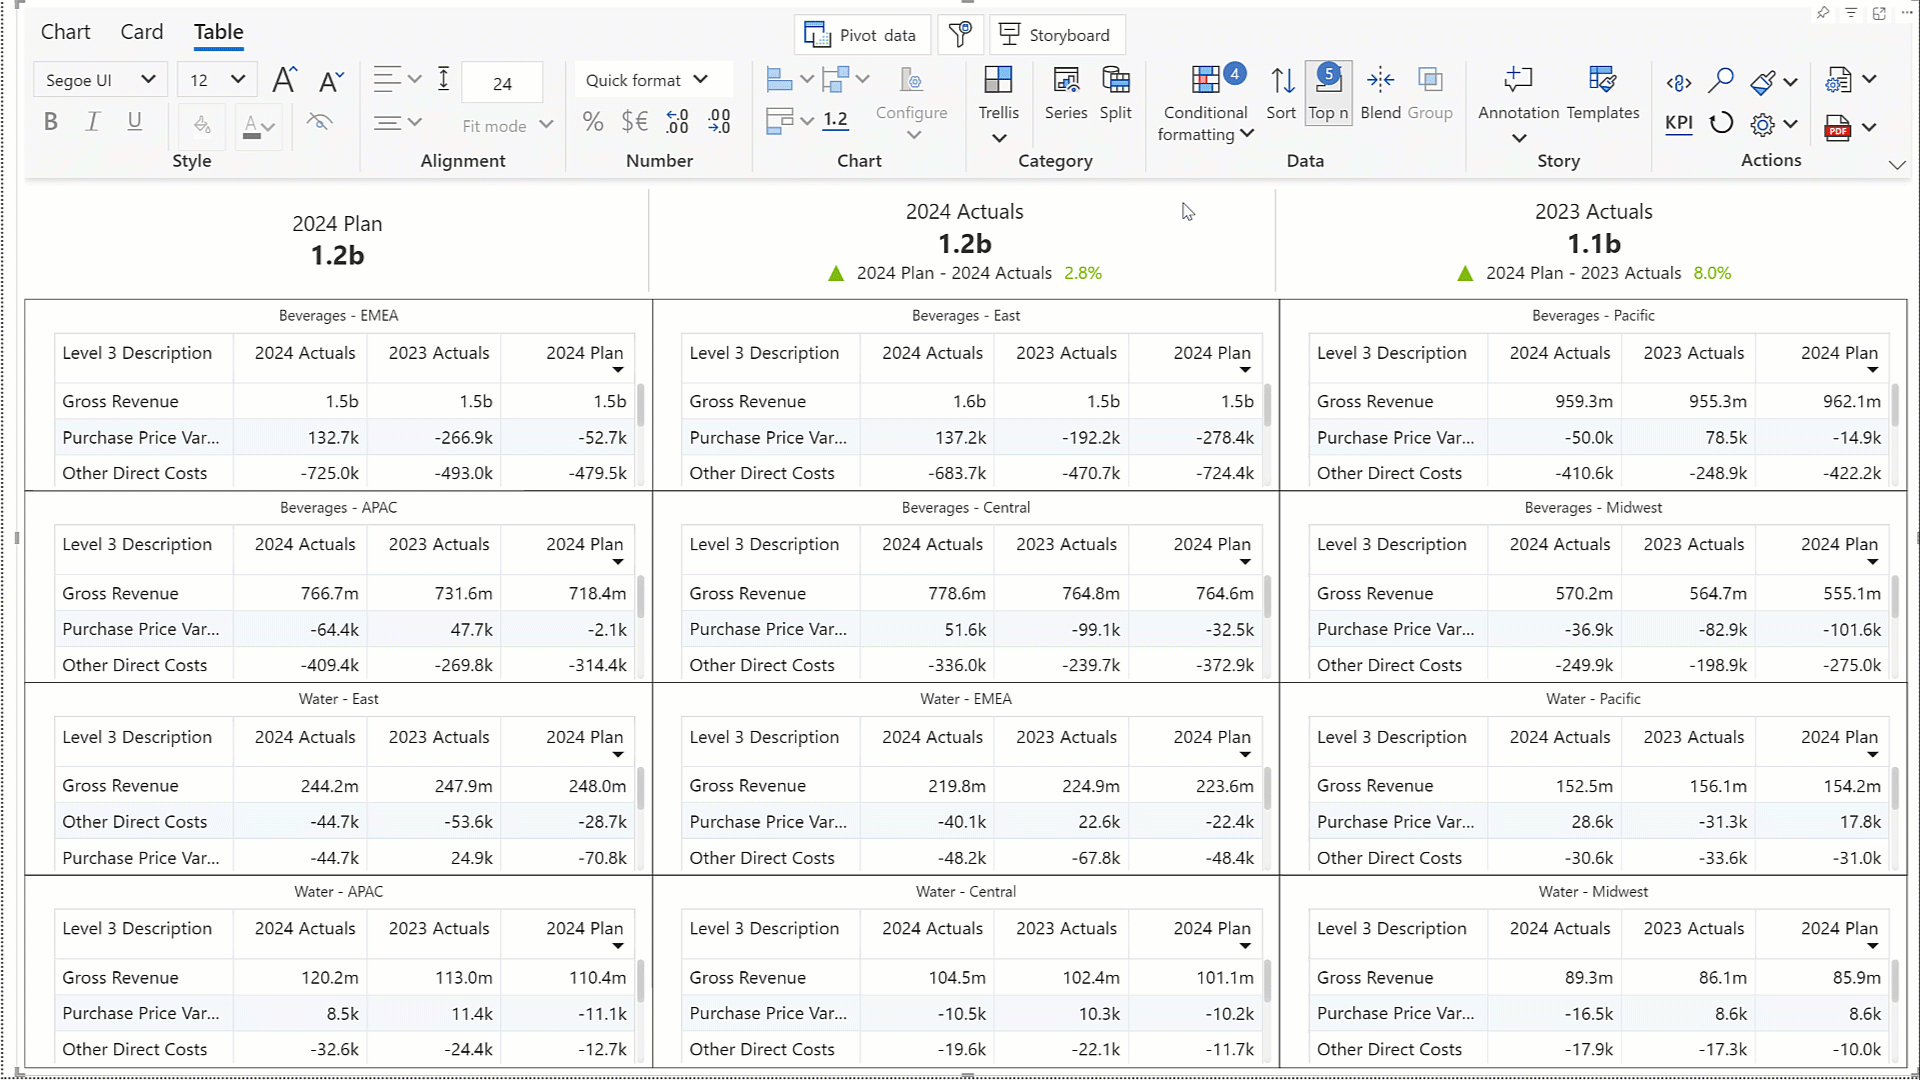 Chart Card Table
Pivot data Storyboard
Segoe UI 12 24 Quick format
Fit mode 1.2 Configure
B I U % $€ .0 .00 .00 .0
Trellis Series Split
Conditional formatting 4 Sort Top n 5 Blend Group
Annotation Templates KPI PDF
Style Alignment Number Chart Category Data Story Actions
2024 Plan
1.2b
2024 Actuals
1.2b
2024 Plan - 2024 Actuals 2.8%
2023 Actuals
1.1b
2024 Plan - 2023 Actuals 8.0%
Beverages - EMEA
Level 3 Description 2024 Actuals 2023 Actuals 2024 Plan
Gross Revenue 1.5b 1.5b 1.5b
Purchase Price Var... 132.7k -266.9k -52.7k
Other Direct Costs -725.0k -493.0k -479.5k
Beverages - East
Level 3 Description 2024 Actuals 2023 Actuals 2024 Plan
Gross Revenue 1.6b 1.5b 1.5b
Purchase Price Var... 137.2k -192.2k -278.4k
Other Direct Costs -683.7k -470.7k -724.4k
Beverages - Pacific
Level 3 Description 2024 Actuals 2023 Actuals 2024 Plan
Gross Revenue 959.3m 955.3m 962.1m
Purchase Price Var... -50.0k 78.5k -14.9k
Other Direct Costs -410.6k -248.9k -422.2k
Beverages - APAC
Level 3 Description 2024 Actuals 2023 Actuals 2024 Plan
Gross Revenue 766.7m 731.6m 718.4m
Purchase Price Var... -64.4k 47.7k -2.1k
Other Direct Costs -409.4k -269.8k -314.4k
Beverages - Central
Level 3 Description 2024 Actuals 2023 Actuals 2024 Plan
Gross Revenue 778.6m 764.8m 764.6m
Purchase Price Var... 51.6k -99.1k -32.5k
Other Direct Costs -336.0k -239.7k -372.9k
Beverages - Midwest
Level 3 Description 2024 Actuals 2023 Actuals 2024 Plan
Gross Revenue 570.2m 564.7m 555.1m
Purchase Price Var... -36.9k -82.9k -101.6k
Other Direct Costs -249.9k -198.9k -275.0k
Water - East
Level 3 Description 2024 Actuals 2023 Actuals 2024 Plan
Gross Revenue 244.2m 247.9m 248.0m
Other Direct Costs -44.7k -53.6k -28.7k
Purchase Price Var... -44.7k 24.9k -70.8k
Water - EMEA
Level 3 Description 2024 Actuals 2023 Actuals 2024 Plan
Gross Revenue 219.8m 224.9m 223.6m
Purchase Price Var... -40.1k 22.6k -22.4k
Other Direct Costs -48.2k -67.8k -48.4k
Water - Pacific
Level 3 Description 2024 Actuals 2023 Actuals 2024 Plan
Gross Revenue 152.5m 156.1m 154.2m
Purchase Price Var... 28.6k -31.3k 17.8k
Other Direct Costs -30.6k -33.6k -31.0k
Water - APAC
Level 3 Description 2024 Actuals 2023 Actuals 2024 Plan
Gross Revenue 120.2m 113.0m 110.4m
Purchase Price Var... 8.5k 11.4k -11.1k
Other Direct Costs -32.6k -24.4k -12.7k
Water - Central
Level 3 Description 2024 Actuals 2023 Actuals 2024 Plan
Gross Revenue 104.5m 102.4m 101.1m
Purchase Price Var... -10.5k 10.3k -10.2k
Other Direct Costs -19.6k -22.1k -11.7k
Water - Midwest
Level 3 Description 2024 Actuals 2023 Actuals 2024 Plan
Gross Revenue 89.3m 86.1m 85.9m
Purchase Price Var... -16.5k 8.6k 8.6k
Other Direct Costs -17.9k -17.3k -10.0k